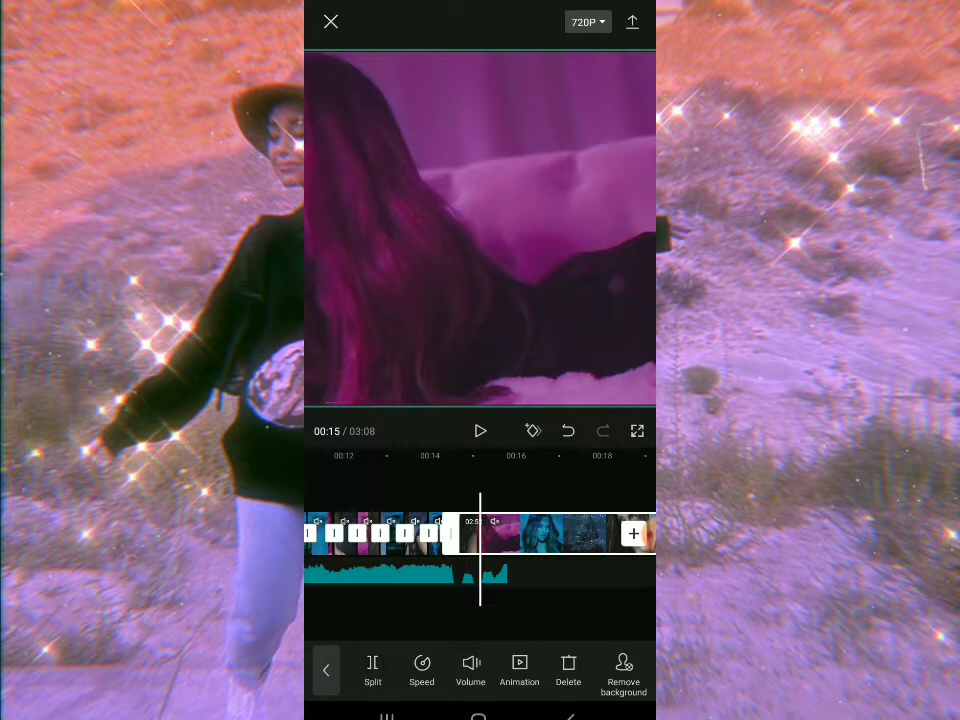 720P
00:15 / 03:08
00:12
00:14
00:16
00:18
Split
Speed
Volume
Animation
Delete
Remove
background